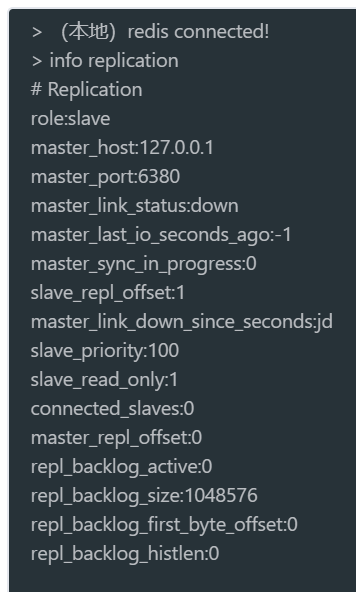 > （本地）redis connected!
> info replication
# Replication
role:slave
master_host:127.0.0.1
master_port:6380
master_link_status:down
master_last_io_seconds_ago:-1
master_sync_in_progress:0
slave_repl_offset:1
master_link_down_since_seconds:jd
slave_priority:100
slave_read_only:1
connected_slaves:0
master_repl_offset:0
repl_backlog_active:0
repl_backlog_size:1048576
repl_backlog_first_byte_offset:0
repl_backlog_histlen:0